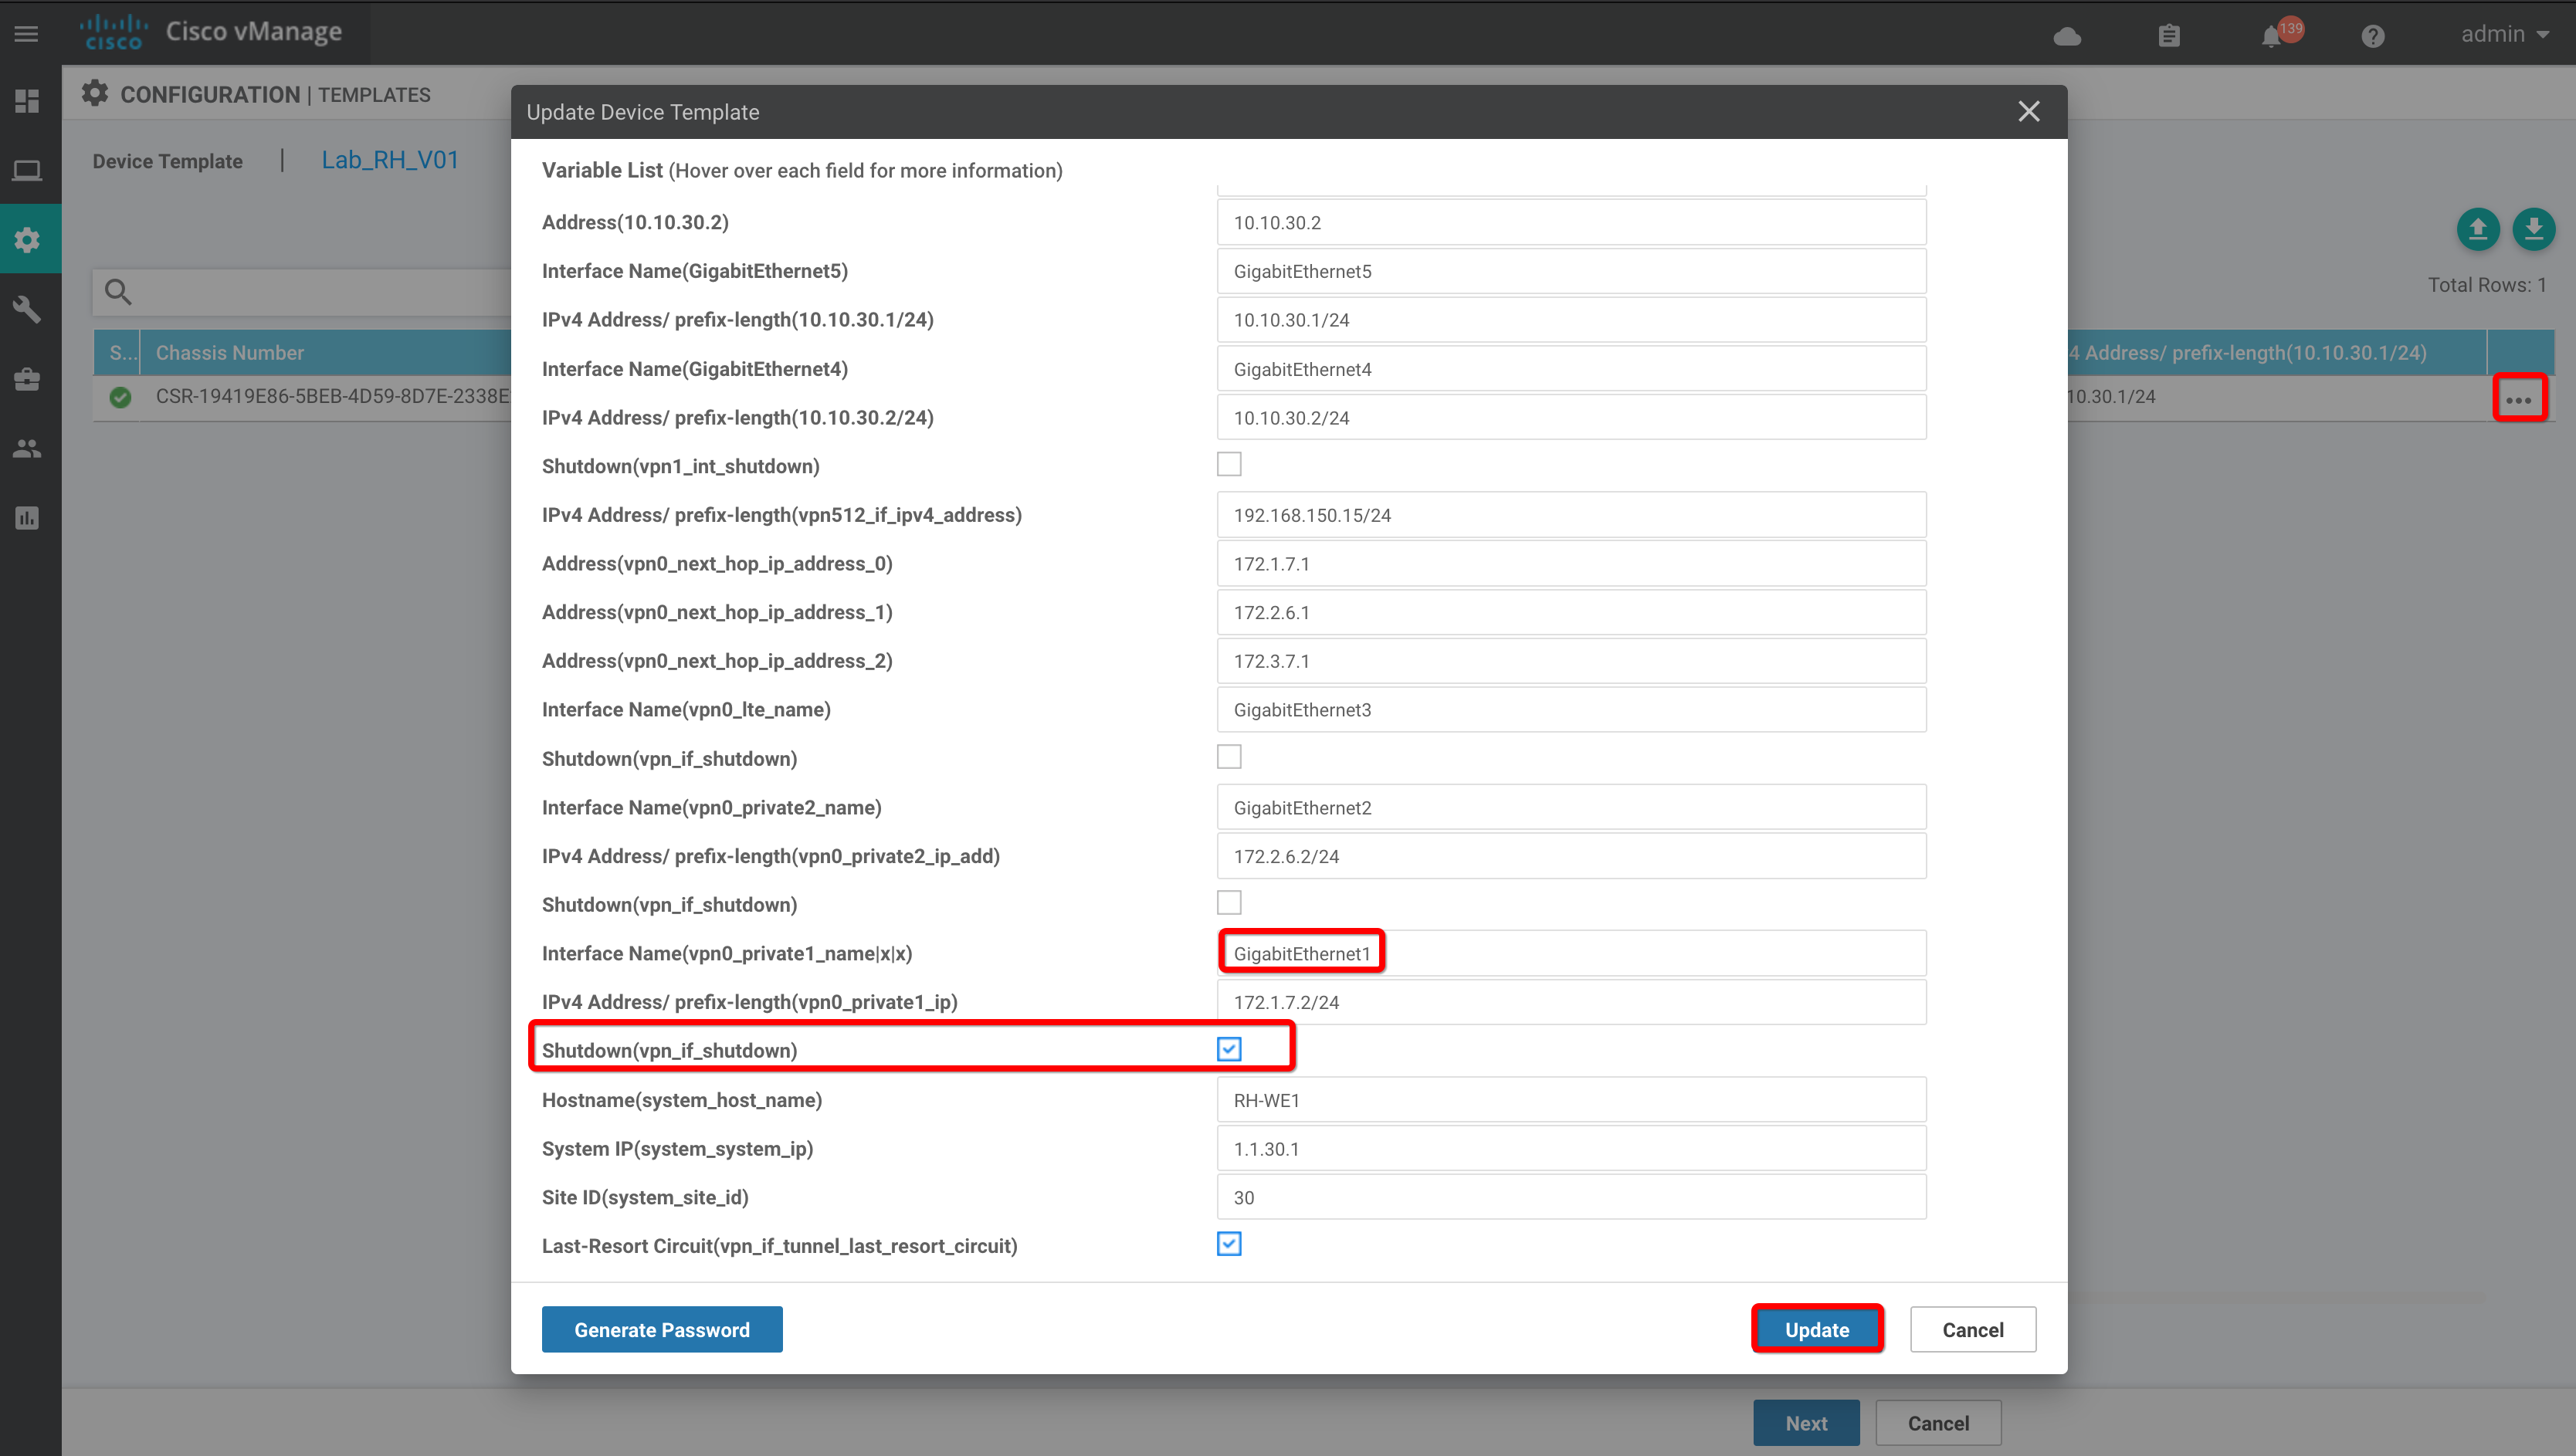 cisco Cisco vManage 139 admin
CONFIGURATION | TEMPLATES
Device Template | Lab_RH_V01
Total Rows: 1
S... Chassis Number 4 Address/ prefix-length(10.10.30.1/24)
CSR-19419E86-5BEB-4D59-8D7E-2338E 10.30.1/24 •••
Update Device Template
Variable List (Hover over each field for more information)
Address(10.10.30.2) 10.10.30.2
Interface Name(GigabitEthernet5) GigabitEthernet5
IPv4 Address/ prefix-length(10.10.30.1/24) 10.10.30.1/24
Interface Name(GigabitEthernet4) GigabitEthernet4
IPv4 Address/ prefix-length(10.10.30.2/24) 10.10.30.2/24
Shutdown(vpn1_int_shutdown)
IPv4 Address/ prefix-length(vpn512_if_ipv4_address) 192.168.150.15/24
Address(vpn0_next_hop_ip_address_0) 172.1.7.1
Address(vpn0_next_hop_ip_address_1) 172.2.6.1
Address(vpn0_next_hop_ip_address_2) 172.3.7.1
Interface Name(vpn0_lte_name) GigabitEthernet3
Shutdown(vpn_if_shutdown)
Interface Name(vpn0_private2_name) GigabitEthernet2
IPv4 Address/ prefix-length(vpn0_private2_ip_add) 172.2.6.2/24
Shutdown(vpn_if_shutdown)
Interface Name(vpn0_private1_name|x|x) GigabitEthernet1
IPv4 Address/ prefix-length(vpn0_private1_ip) 172.1.7.2/24
Shutdown(vpn_if_shutdown)
Hostname(system_host_name) RH-WE1
System IP(system_system_ip) 1.1.30.1
Site ID(system_site_id) 30
Last-Resort Circuit(vpn_if_tunnel_last_resort_circuit)
Generate Password Update Cancel
Next Cancel